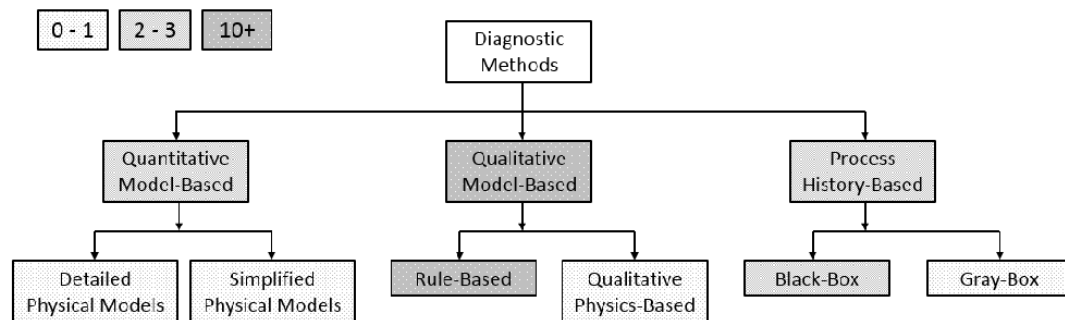 0 - 1
2 - 3
10+
Diagnostic
Methods
Quantitative
Model-Based
Qualitative
Model-Based
Process
History-Based
Detailed
Physical Models
Simplified
Physical Models
Rule-Based
Qualitative
Physics-Based
Black-Box
Gray-Box